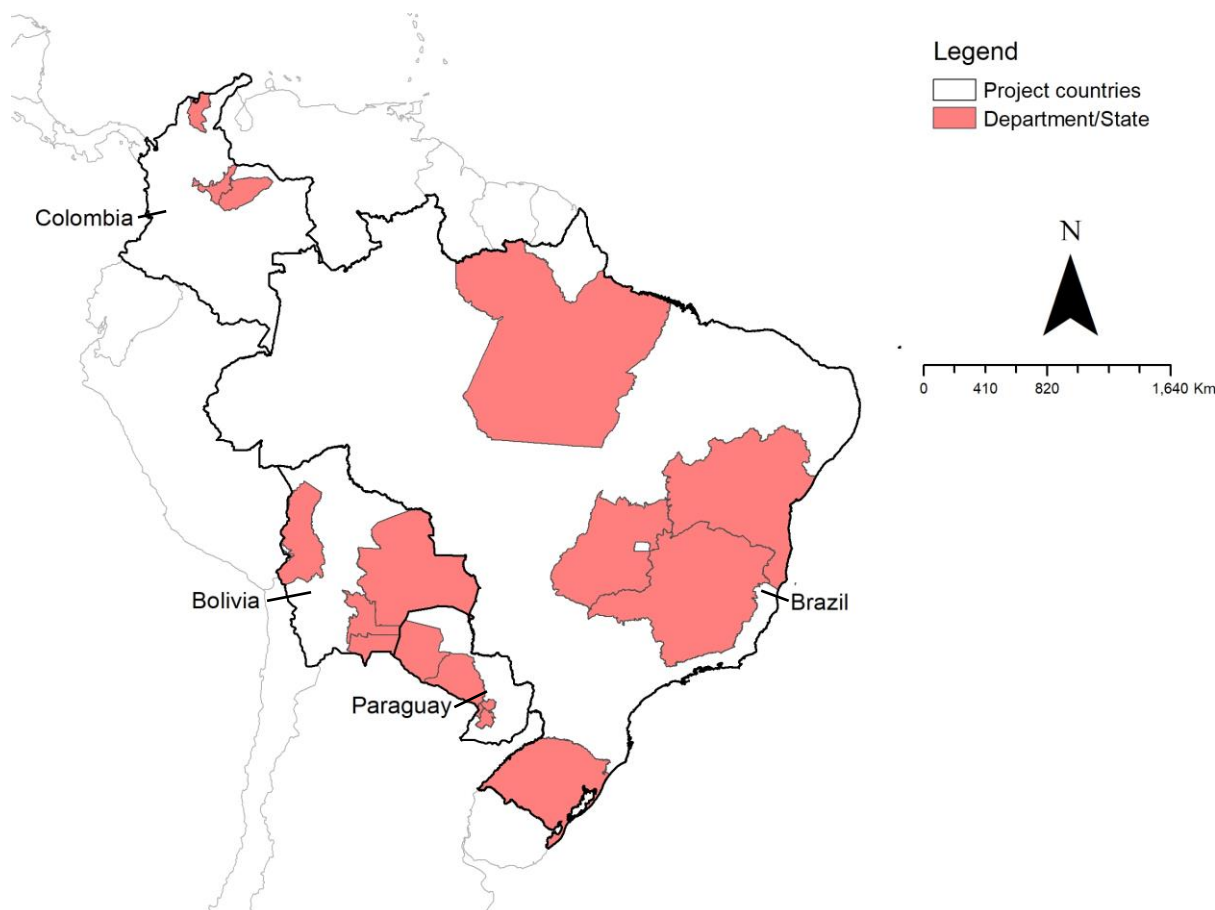 Legend
Project countries
Department/State
Colombia
N
0 410 820 1,640 Km
Bolivia
Brazil
Paraguay